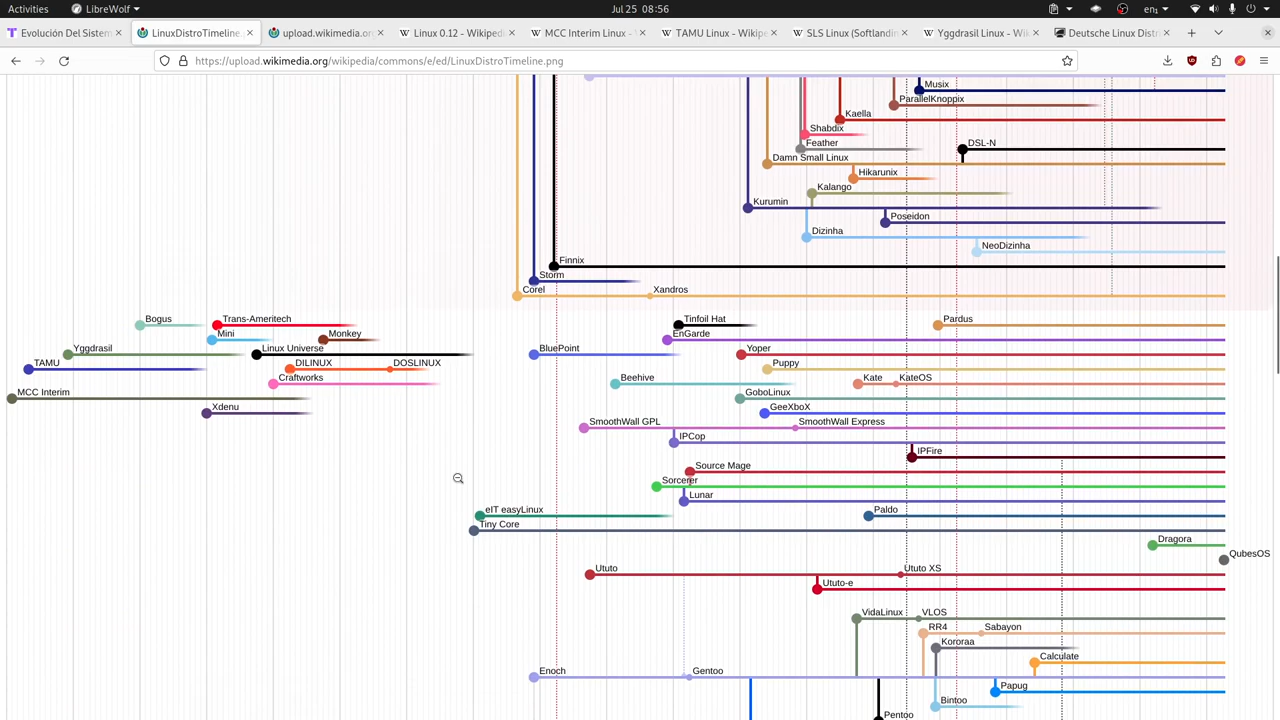 Activities LibreWolf Jul 25 08:56 en₁
Evolución Del Sistem LinuxDistroTimeline. upload.wikimedia.org/ Linux 0.12 - Wikiped MCC Interim Linux - TAMU Linux - Wikiped SLS Linux (Softlandin Yggdrasil Linux - Wik Deutsche Linux Distri
https://upload.wikimedia.org/wikipedia/commons/e/ed/LinuxDistroTimeline.png
Musix
ParallelKnoppix
Kaella
Shabdix
Feather DSL-N
Damn Small Linux
Hikarunix
Kalango
Kurumin
Poseidon
Dizinha
NeoDizinha
Finnix
Storm
Corel Xandros
Bogus Trans-Ameritech Tinfoil Hat Pardus
Mini Monkey EnGarde
Yggdrasil Linux Universe BluePoint Yoper
TAMU DILINUX DOSLINUX Puppy
Craftworks Beehive Kate KateOS
MCC Interim GoboLinux
Xdenu GeeXboX
SmoothWall GPL SmoothWall Express
IPCop
IPFire
Source Mage
Sorcerer
Lunar
eIT easyLinux Paldo
Tiny Core
Dragora
QubesOS
Ututo Ututo XS
Ututo-e
VidaLinux VLOS
RR4 Sabayon
Kororaa
Calculate
Enoch Gentoo
Papug
Bintoo
Pentoo